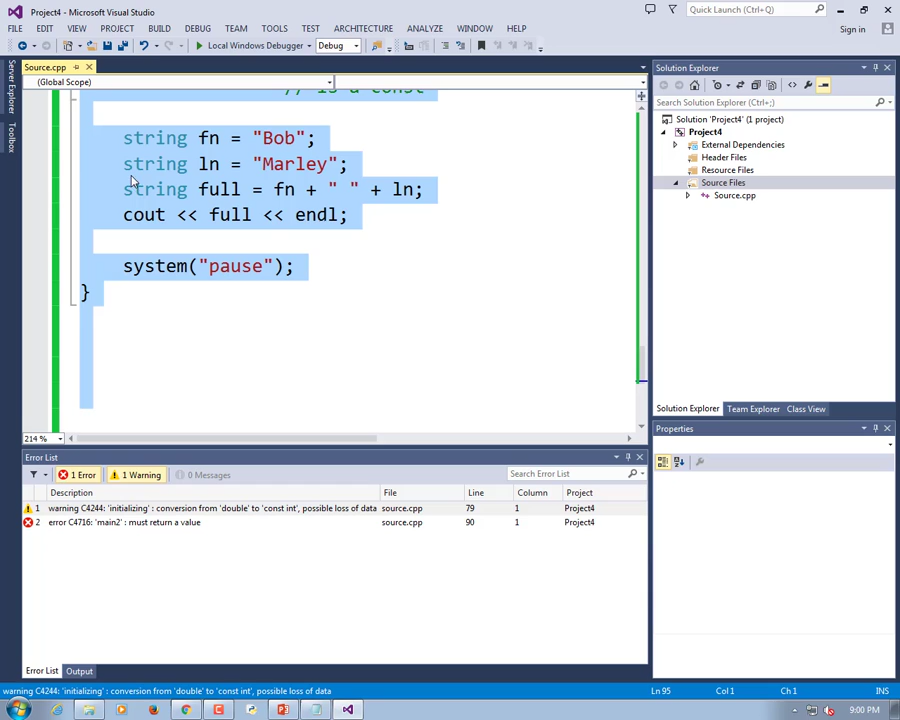 Project4 - Microsoft Visual Studio
Quick Launch (Ctrl+Q)
FILE EDIT VIEW PROJECT BUILD DEBUG TEAM TOOLS TEST ARCHITECTURE ANALYZE WINDOW HELP
Sign in
Local Windows Debugger Debug
Server Explorer
Toolbox
Source.cpp
(Global Scope)
// is a const
string fn = "Bob";
string ln = "Marley";
string full = fn + " " + ln;
cout << full << endl;
system("pause");
}
214 %
Solution Explorer
Search Solution Explorer (Ctrl+;)
Solution 'Project4' (1 project)
Project4
External Dependencies
Header Files
Resource Files
Source Files
Source.cpp
Solution Explorer Team Explorer Class View
Properties
Error List
1 Error 1 Warning 0 Messages
Search Error List
Description File Line Column Project
1 warning C4244: 'initializing' : conversion from 'double' to 'const int', possible loss of data source.cpp 79 1 Project4
2 error C4716: 'main2' : must return a value source.cpp 90 1 Project4
Error List Output
warning C4244: 'initializing' : conversion from 'double' to 'const int', possible loss of data Ln 95 Col 1 Ch 1 INS
9:00 PM